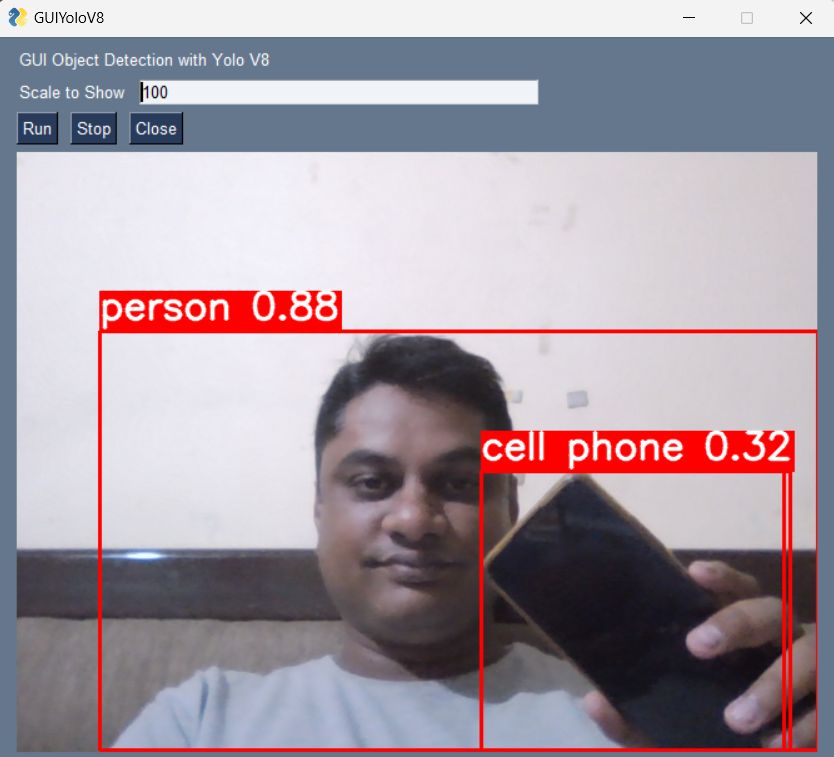 GUIYoloV8
GUI Object Detection with Yolo V8
Scale to Show 100
Run Stop Close
person 0.88
cell phone 0.32